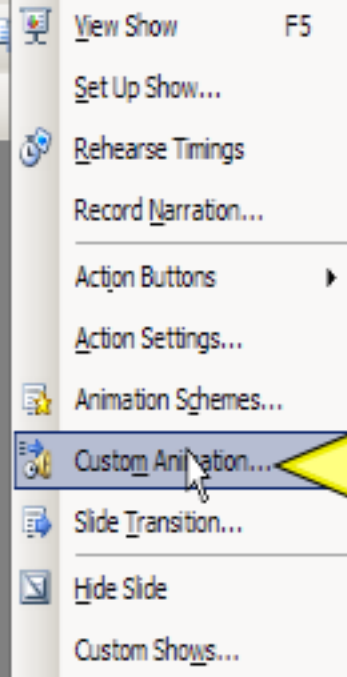 View Show F5
Set Up Show...
Rehearse Timings
Record Narration...
Action Buttons
Action Settings...
Animation Schemes...
Custom Animation...
Slide Transition...
Hide Slide
Custom Shows...